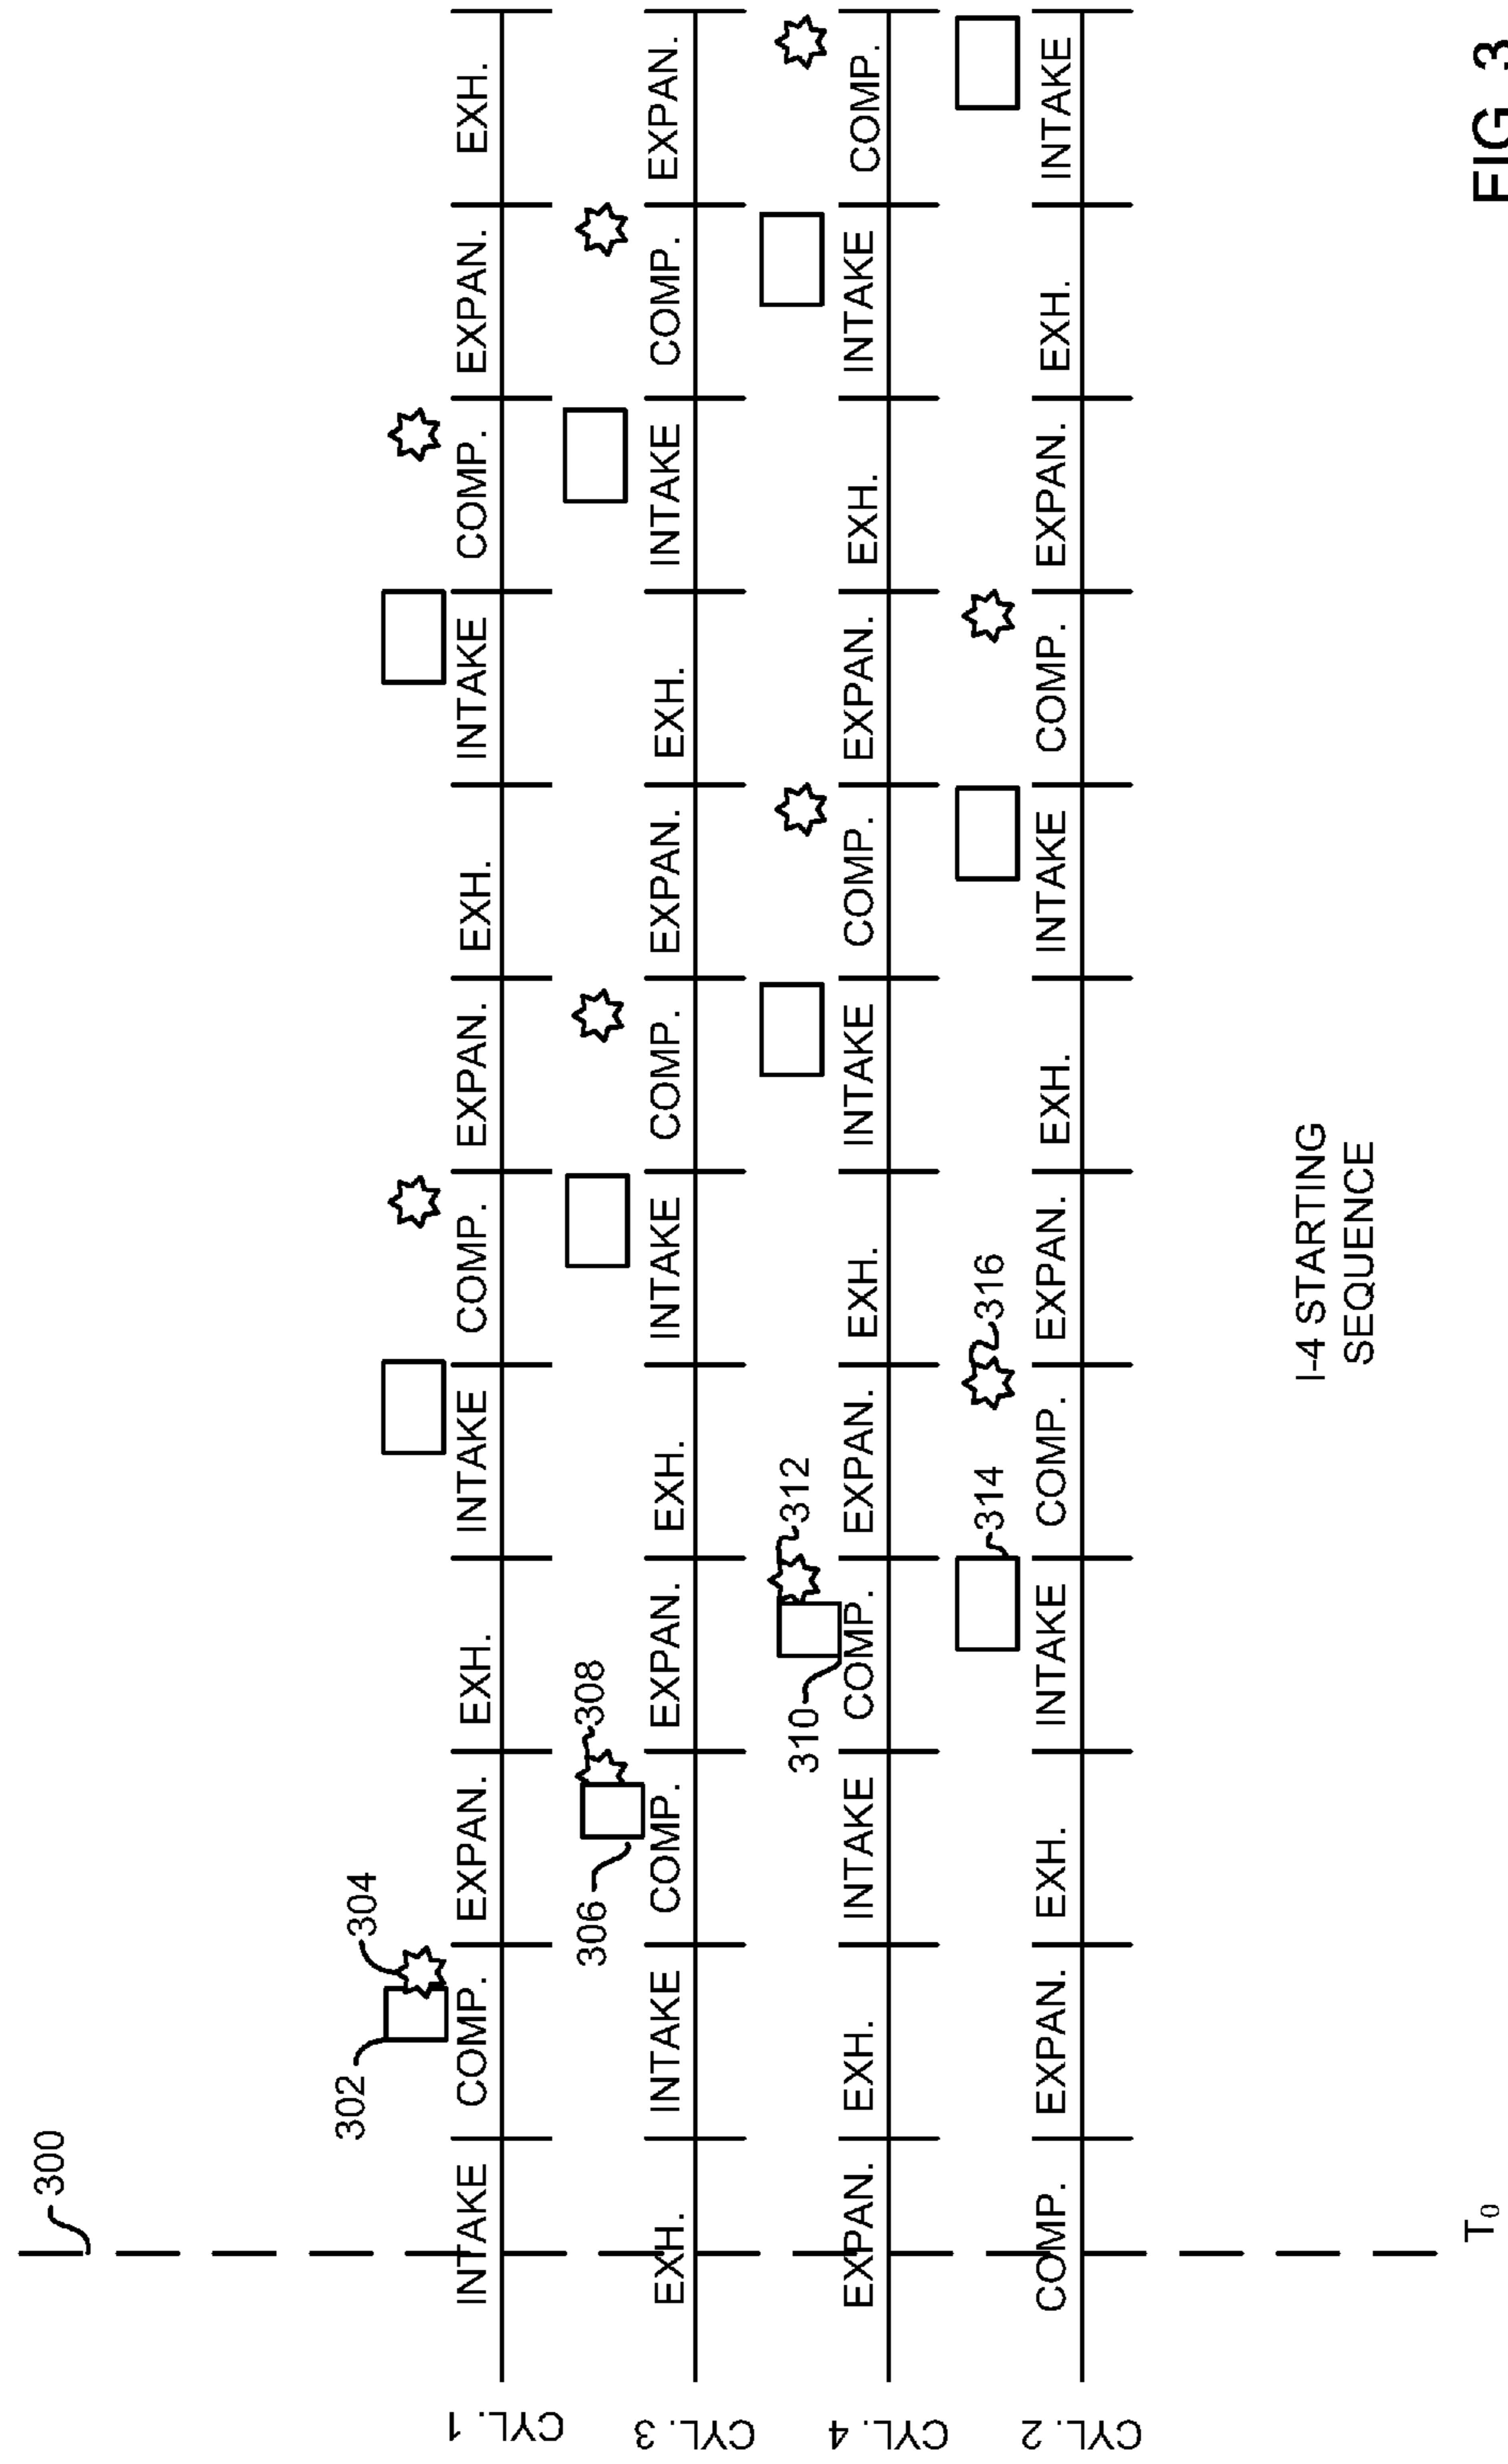 300
302 304
CYL. 1 INTAKE COMP. EXPAN. EXH. INTAKE COMP. EXPAN. EXH. INTAKE COMP. EXPAN. EXH.
306 308
CYL. 3 EXH. INTAKE COMP. EXPAN. EXH. INTAKE COMP. EXPAN. EXH. INTAKE COMP. EXPAN.
310 312
CYL. 4 EXPAN. EXH. INTAKE COMP. EXPAN. EXH. INTAKE COMP. EXPAN. EXH. INTAKE COMP.
314 316
CYL. 2 COMP. EXPAN. EXH. INTAKE COMP. EXPAN. EXH. INTAKE COMP. EXPAN. EXH. INTAKE
I-4 STARTING
SEQUENCE
T₀
FIG. 3